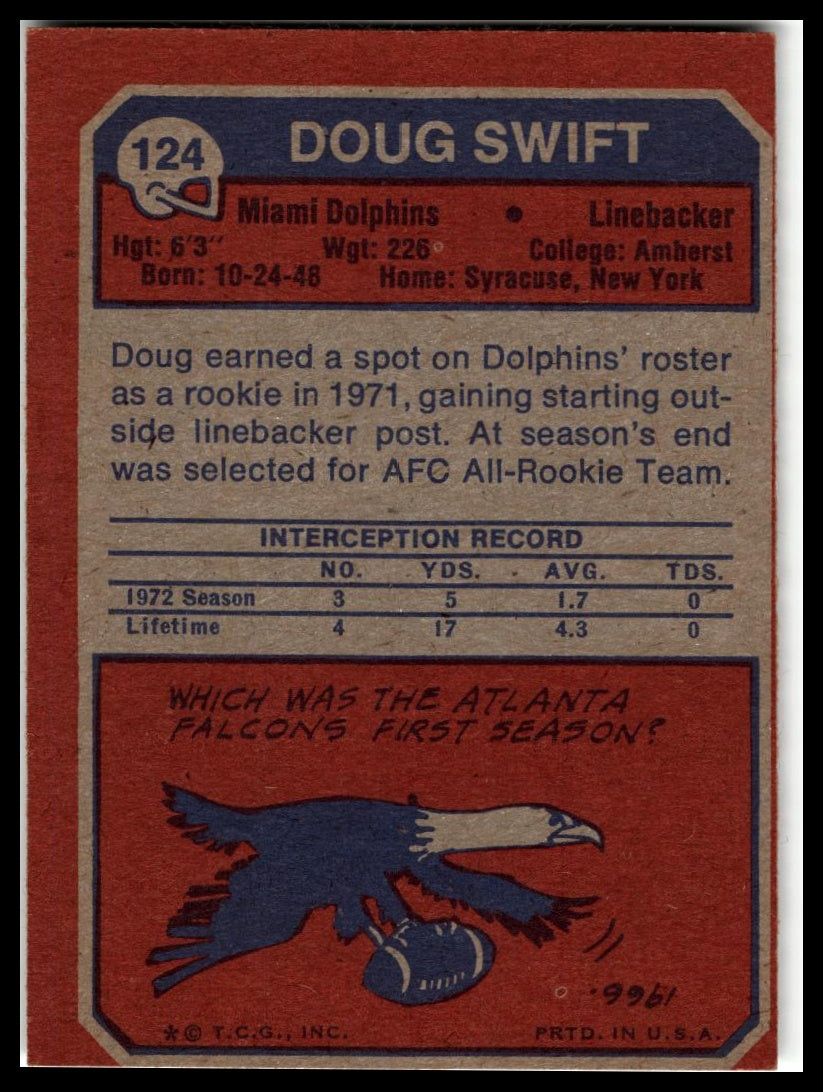 124
DOUG SWIFT
Miami Dolphins • Linebacker
Hgt: 6'3" Wgt: 226 College: Amherst
Born: 10-24-48 Home: Syracuse, New York
Doug earned a spot on Dolphins' roster
as a rookie in 1971, gaining starting out-
side linebacker post. At season's end
was selected for AFC All-Rookie Team.
INTERCEPTION RECORD
NO. YDS. AVG. TDS.
1972 Season 3 5 1.7 0
Lifetime 4 17 4.3 0
WHICH WAS THE ATLANTA
FALCONS FIRST SEASON?
1966.
* © T.C.G., INC. PRTD. IN U.S.A.